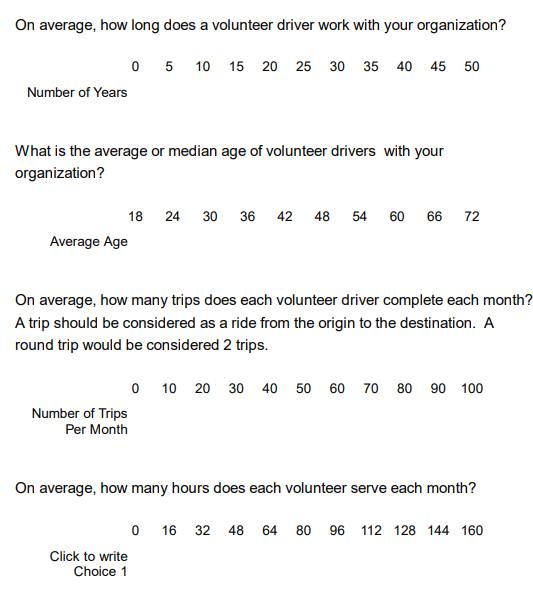 On average, how long does a volunteer driver work with your organization?
0 5 10 15 20 25 30 35 40 45 50
Number of Years
What is the average or median age of volunteer drivers with your
organization?
18 24 30 36 42 48 54 60 66 72
Average Age
On average, how many trips does each volunteer driver complete each month?
A trip should be considered as a ride from the origin to the destination. A
round trip would be considered 2 trips.
0 10 20 30 40 50 60 70 80 90 100
Number of Trips
Per Month
On average, how many hours does each volunteer serve each month?
0 16 32 48 64 80 96 112 128 144 160
Click to write
Choice 1